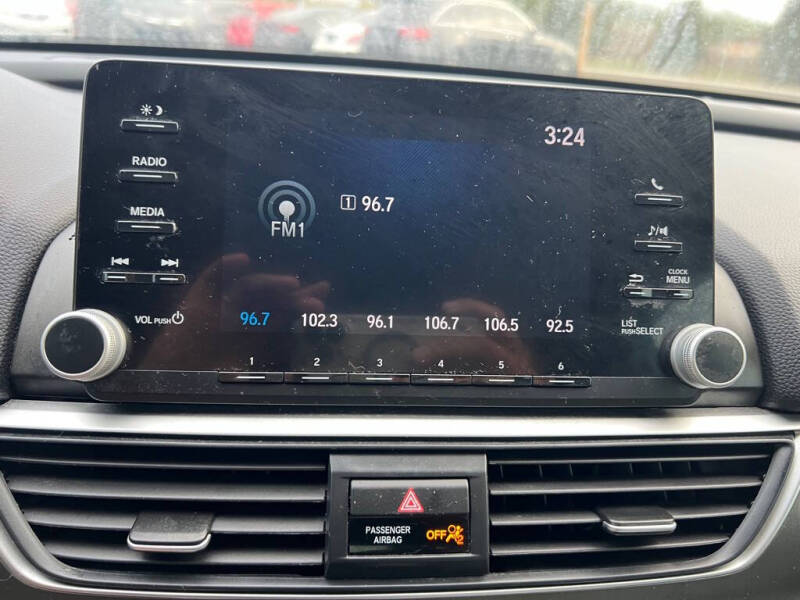 3:24
RADIO
1 96.7
FM1
MEDIA
CLOCK
MENU
VOL PUSH
LIST
PUSH SELECT
96.7 102.3 96.1 106.7 106.5 92.5
1 2 3 4 5 6
PASSENGER
AIRBAG
OFF